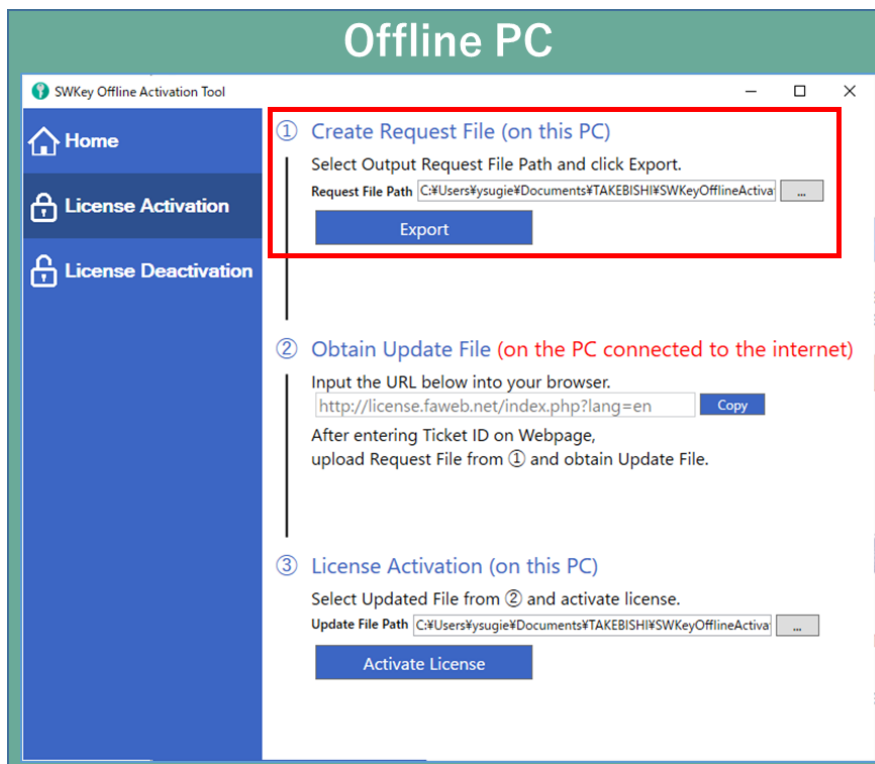 Offline PC
SWKey Offline Activation Tool
Home
License Activation
License Deactivation
① Create Request File (on this PC)
Select Output Request File Path and click Export.
Request File Path C:¥Users¥ysugie¥Documents¥TAKEBISHI¥SWKeyOfflineActiva ...
Export
② Obtain Update File (on the PC connected to the internet)
Input the URL below into your browser.
http://license.faweb.net/index.php?lang=en Copy
After entering Ticket ID on Webpage,
upload Request File from ① and obtain Update File.
③ License Activation (on this PC)
Select Updated File from ② and activate license.
Update File Path C:¥Users¥ysugie¥Documents¥TAKEBISHI¥SWKeyOfflineActiva ...
Activate License